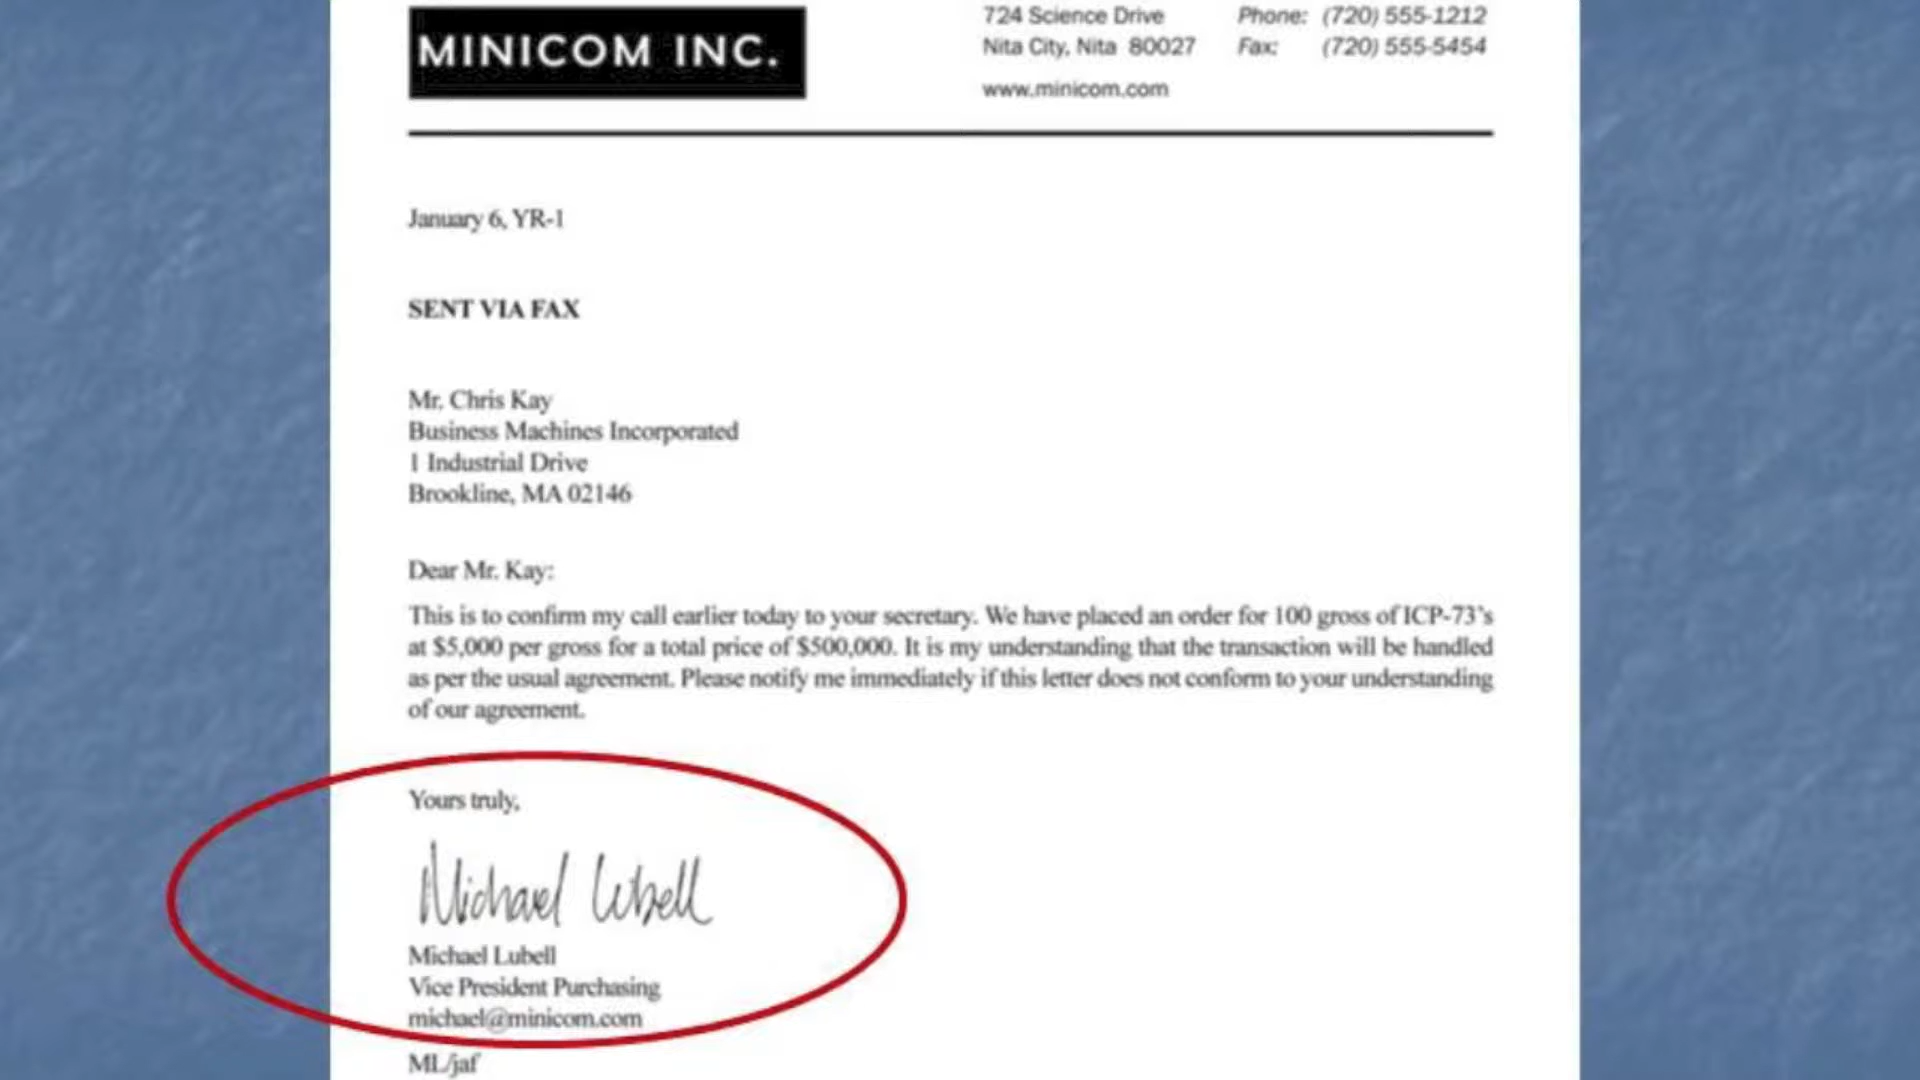 MINICOM INC.
724 Science Drive
Nita City, Nita 80027
www.minicom.com
Phone: (720) 555-1212
Fax: (720) 555-5454
January 6, YR-1
SENT VIA FAX
Mr. Chris Kay
Business Machines Incorporated
1 Industrial Drive
Brookline, MA 02146
Dear Mr. Kay:
This is to confirm my call earlier today to your secretary. We have placed an order for 100 gross of ICP-73's
at $5,000 per gross for a total price of $500,000. It is my understanding that the transaction will be handled
as per the usual agreement. Please notify me immediately if this letter does not conform to your understanding
of our agreement.
Yours truly,
Michael Lubell
Michael Lubell
Vice President Purchasing
michael@minicom.com
ML/jaf